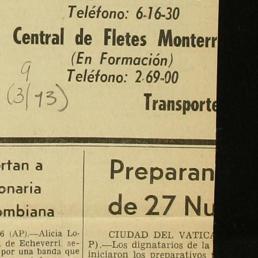 Teléfono: 6-16-30
Central de Fletes Monterr
(En Formación)
Teléfono: 2-69-00
9
(3/13)
Transporte
rtan a
onaria
ombiana
Preparan
de 27 Nu
6 (AP).—Alicia Lo-
a de Echeverri se-
por una banda que
CIUDAD DEL VATICA
P).—Los dignatarios de la
iniciaron los preparativos